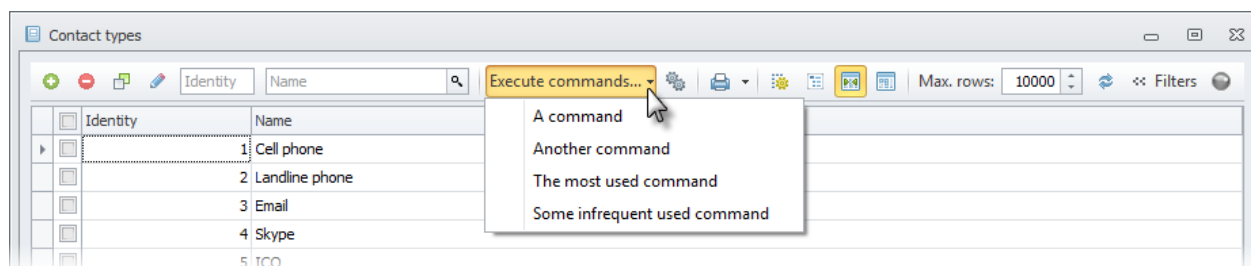 Contact types
Identity Name Execute commands... Max. rows: 10000 Filters
Identity Name
A command
1 Cell phone
Another command
2 Landline phone
The most used command
3 Email
Some infrequent used command
4 Skype
5 ICO